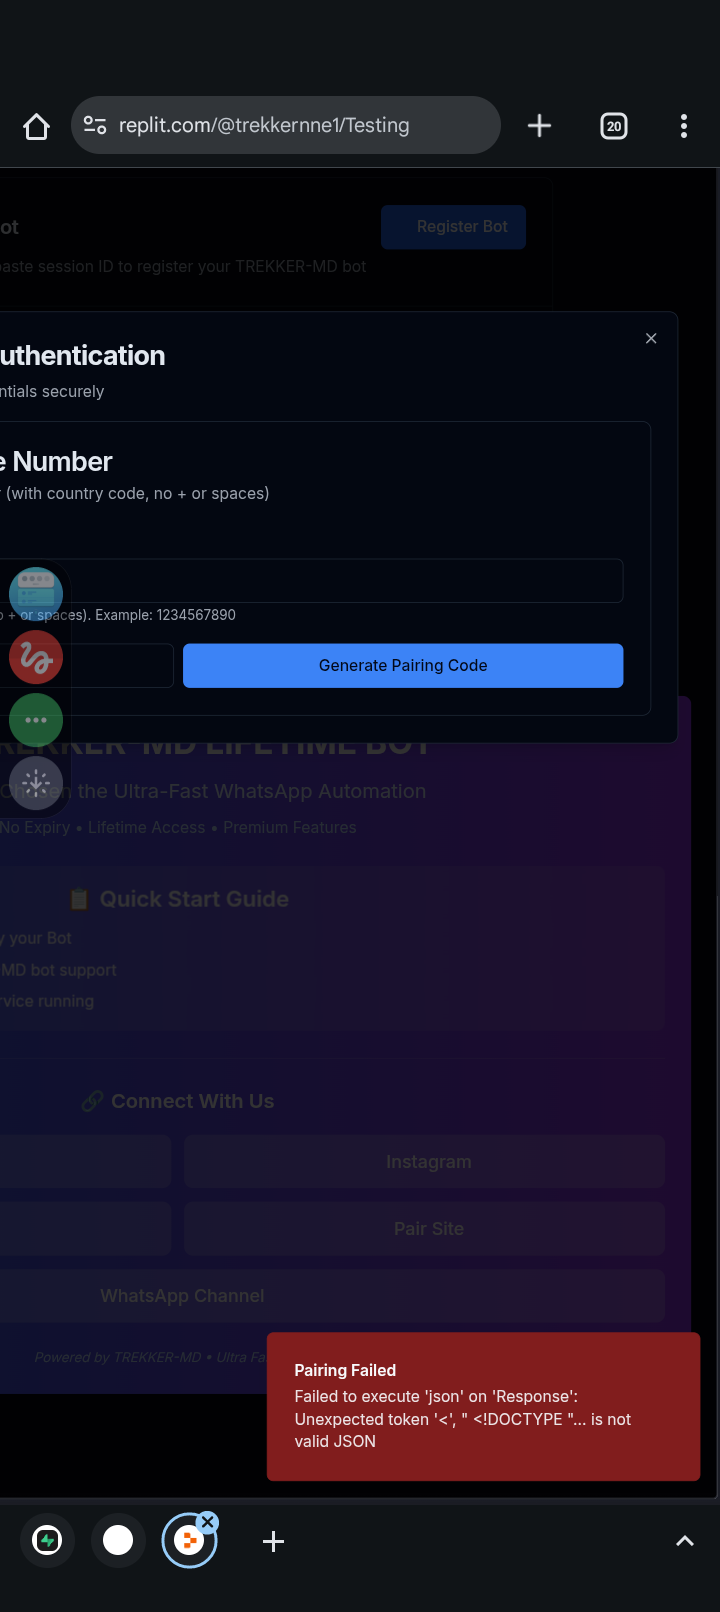 replit.com/@trekkernne1/Testing
20
ot
Register Bot
paste session ID to register your TREKKER-MD bot
uthentication
ntials securely
e Number
r (with country code, no + or spaces)
o + or spaces). Example: 1234567890
Generate Pairing Code
REKKER-MD LIFETIME BOT
Chosen the Ultra-Fast WhatsApp Automation
No Expiry • Lifetime Access • Premium Features
📋 Quick Start Guide
y your Bot
MD bot support
rvice running
🔗 Connect With Us
Instagram
Pair Site
WhatsApp Channel
Powered by TREKKER-MD • Ultra Fa
Pairing Failed
Failed to execute 'json' on 'Response':
Unexpected token '<', " <!DOCTYPE "... is not
valid JSON